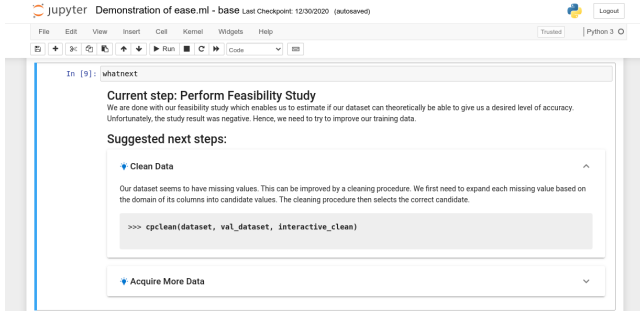 jupyter Demonstration of ease.ml - base Last Checkpoint: 12/30/2020 (autosaved)
Logout
File Edit View Insert Cell Kernel Widgets Help Trusted Python 3
Run Code
In [9]: whatnext
Current step: Perform Feasibility Study
We are done with our feasibility study which enables us to estimate if our dataset can theoretically be able to give us a desired level of accuracy.
Unfortunately, the study result was negative. Hence, we need to try to improve our training data.
Suggested next steps:
Clean Data
Our dataset seems to have missing values. This can be improved by a cleaning procedure. We first need to expand each missing value based on
the domain of its columns into candidate values. The cleaning procedure then selects the correct candidate.
>>> cpclean(dataset, val_dataset, interactive_clean)
Acquire More Data